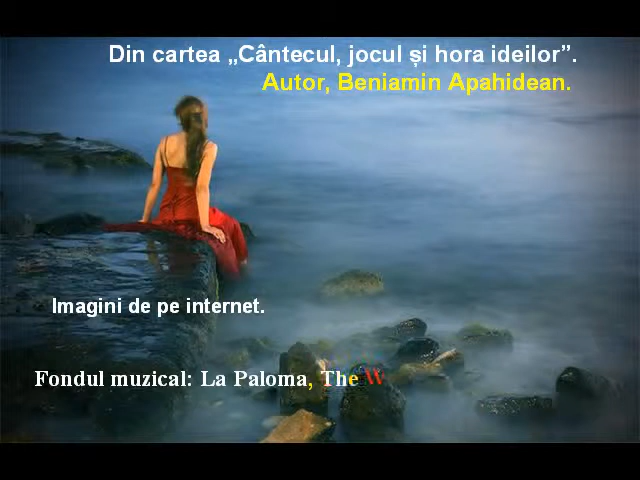 Din cartea „Cântecul, jocul și hora ideilor”.
Autor, Beniamin Apahidean.
Imagini de pe internet.
Fondul muzical: La Paloma, The W